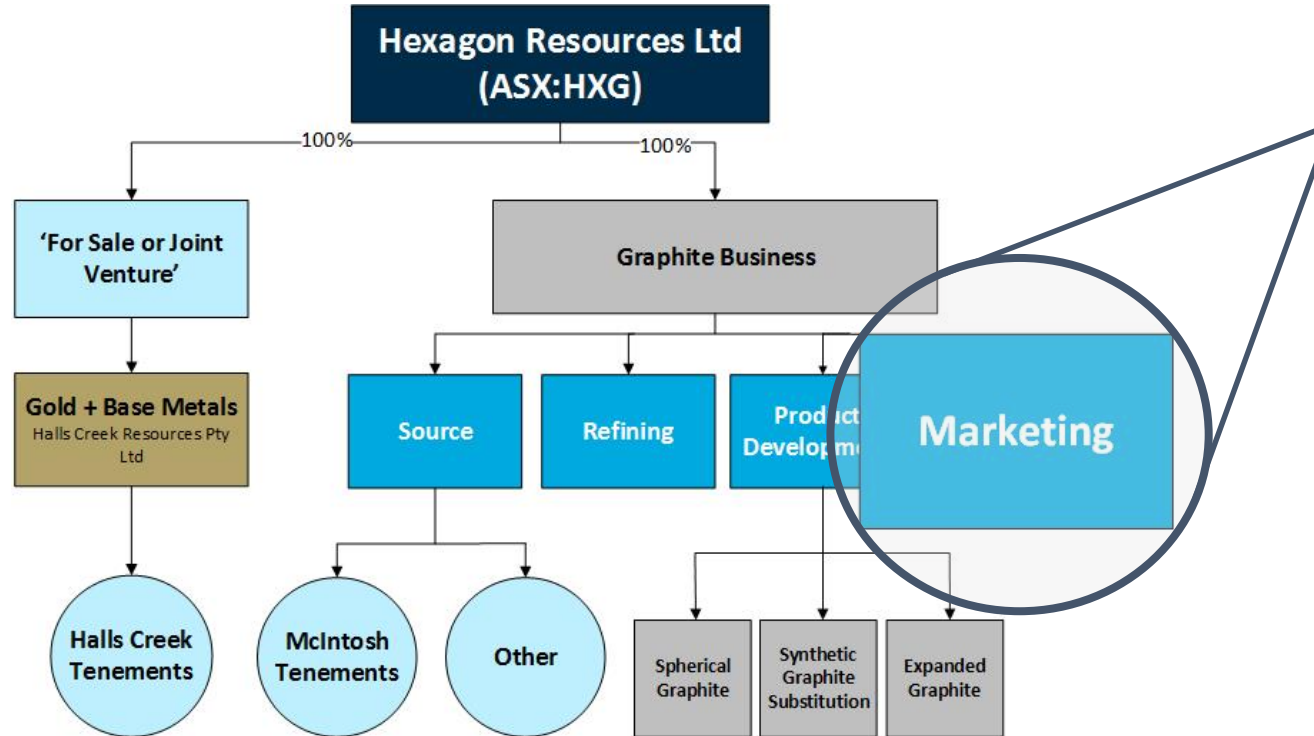 Hexagon Resources Ltd
(ASX:HXG)
100%
100%
‘For Sale or Joint
Venture’
Graphite Business
Gold + Base Metals
Halls Creek Resources Pty
Ltd
Source
Refining
Product
Developme
Marketing
Halls Creek
Tenements
McIntosh
Tenements
Other
Spherical
Graphite
Synthetic
Graphite
Substitution
Expanded
Graphite